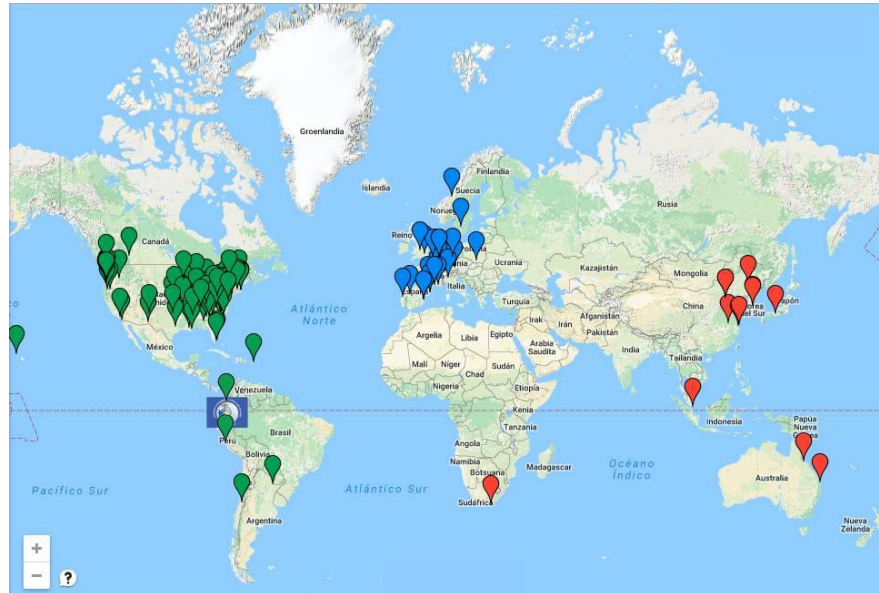 Groenlandia
Islandia
Finlandia
Suecia
Noruega
Rusia
Canadá
Reino
Polonia
Ucrania
Kazajistán
Mongolia
Italia
España
Turquía
China
Japón
Corea
del Sur
Atlántico
Norte
Afganistán
Irak
Irán
Pakistán
Argelia
Libia
Egipto
Arabia
Saudita
India
México
Malí
Níger
Chad
Sudán
Tailandia
Nigeria
Etiopía
Venezuela
Kenia
Indonesia
Papúa
Nueva
Perú
Brasil
Tanzania
Angola
Bolivia
Namibia
Botsuana
Madagascar
Océano
Índico
Australia
Pacífico Sur
Atlántico Sur
Sudáfrica
Argentina
Nueva
Zelanda
+
−
?